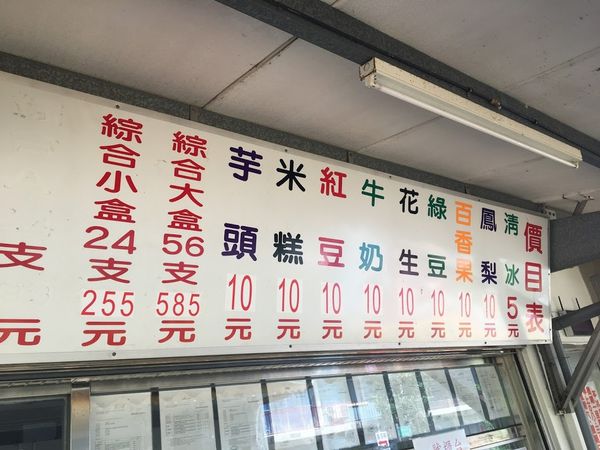 價目表
清冰5元
鳳梨10元
百香果10元
綠豆10元
花生10元
牛奶10元
紅豆10元
米糕10元
芋頭10元
綜合大盒56支585元
綜合小盒24支255元
支元